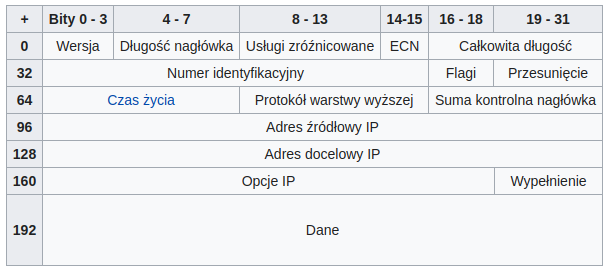 + Bity 0 - 3 4 - 7 8 - 13 14-15 16 - 18 19 - 31
0 Wersja Długość nagłówka Usługi zróżnicowane ECN Całkowita długość
32 Numer identyfikacyjny Flagi Przesunięcie
64 Czas życia Protokół warstwy wyższej Suma kontrolna nagłówka
96 Adres źródłowy IP
128 Adres docelowy IP
160 Opcje IP Wypełnienie
192 Dane